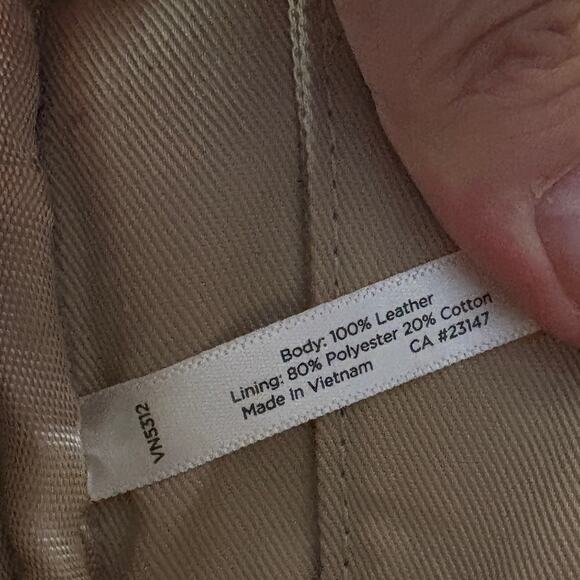 Body: 100% Leather
Lining: 80% Polyester 20% Cotton
Made in Vietnam CA #23147
VN5312